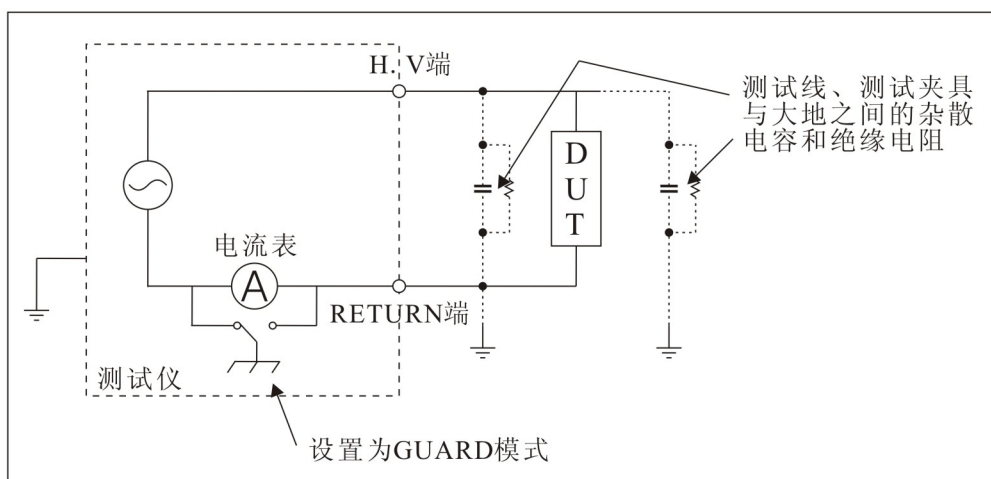 H. V端
测试线、测试夹具
与大地之间的杂散
电容和绝缘电阻
D
U
T
电流表
A
RETURN端
测试仪
设置为GUARD模式